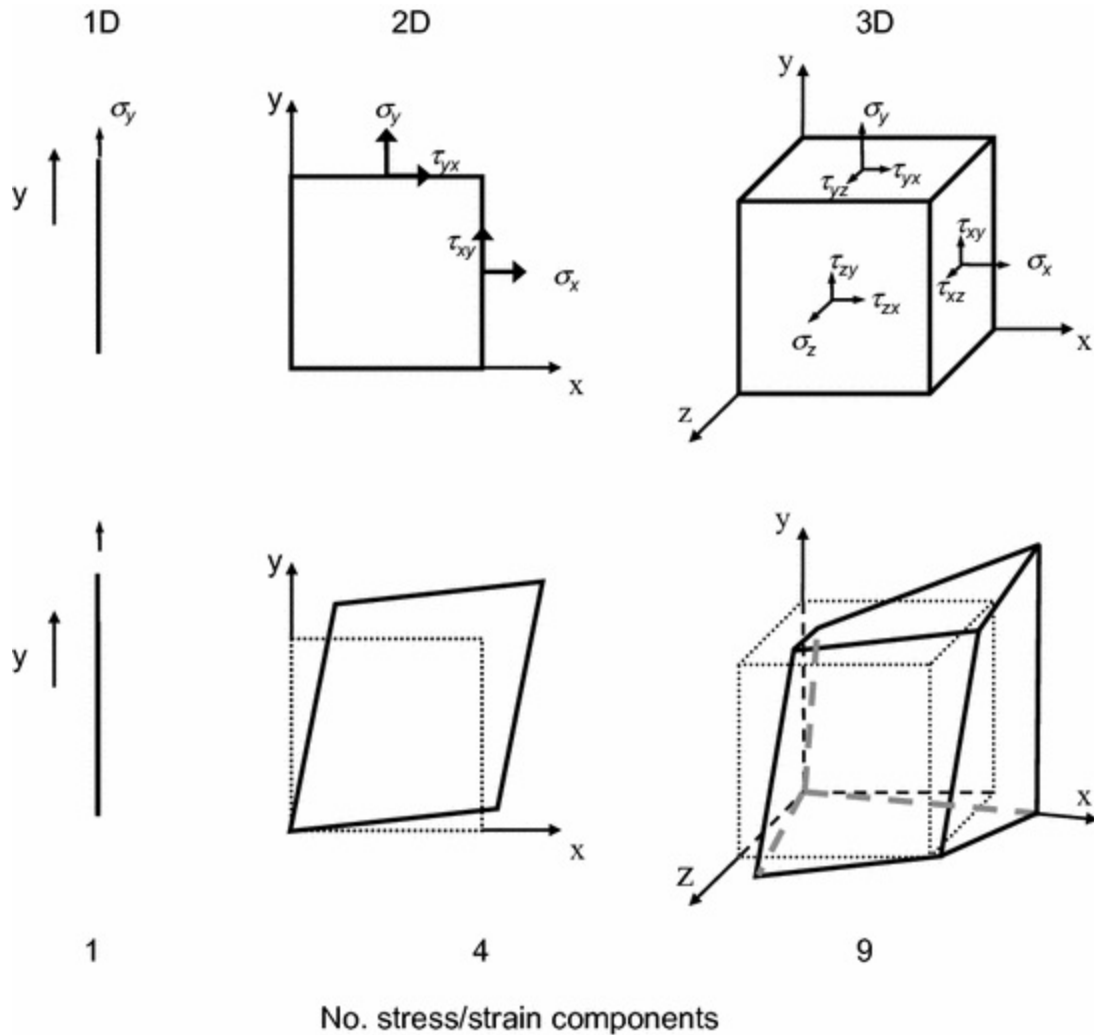 1D 2D 3D
y σy
y σy τyx τxy σx x
y σy τyz τyx τxy τxz σx τzy τzx σz x z
y
y x
y x z
1 4 9
No. stress/strain components